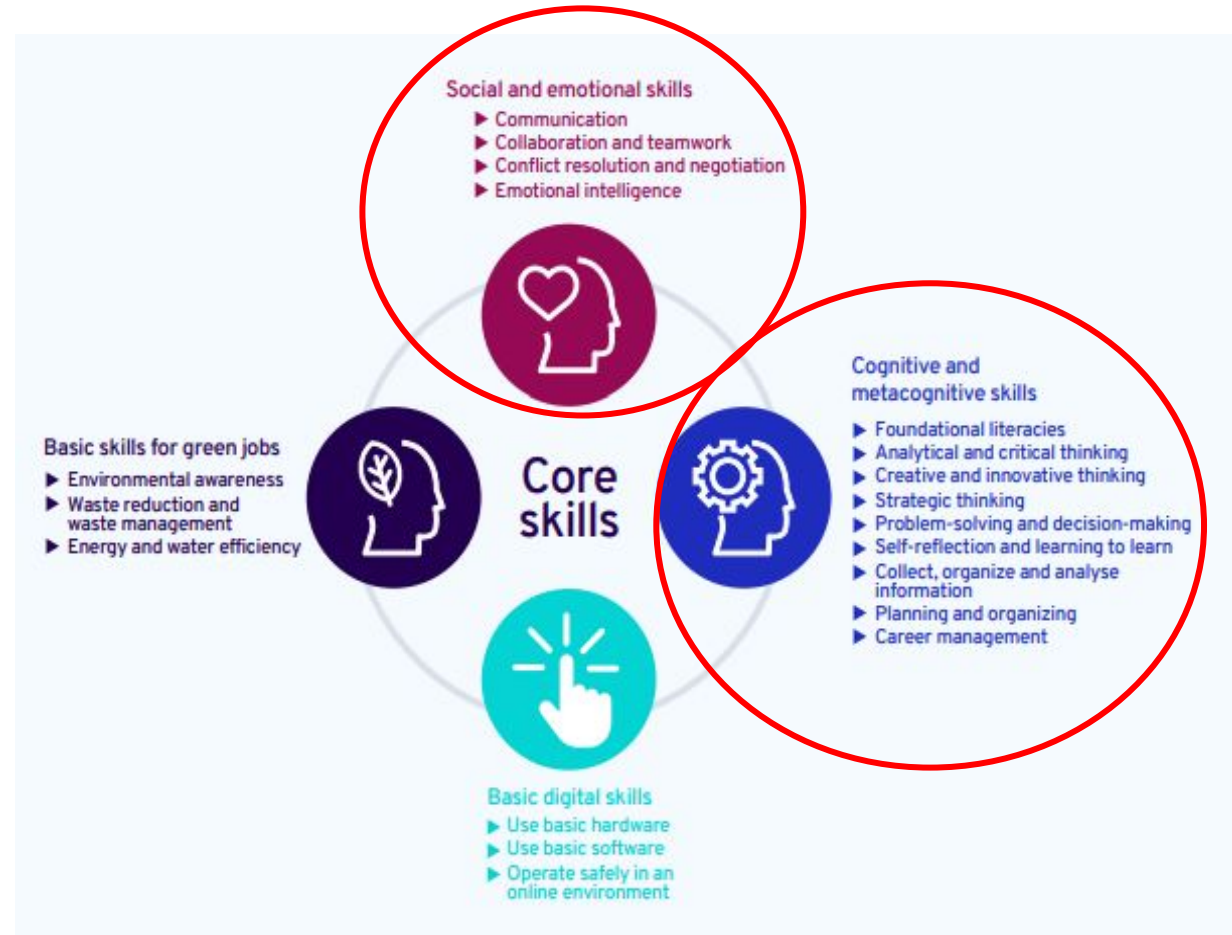 Social and emotional skills
▶ Communication
▶ Collaboration and teamwork
▶ Conflict resolution and negotiation
▶ Emotional intelligence
Cognitive and
metacognitive skills
▶ Foundational literacies
▶ Analytical and critical thinking
▶ Creative and innovative thinking
▶ Strategic thinking
▶ Problem-solving and decision-making
▶ Self-reflection and learning to learn
▶ Collect, organize and analyse
information
▶ Planning and organizing
▶ Career management
Basic skills for green jobs
▶ Environmental awareness
▶ Waste reduction and
waste management
▶ Energy and water efficiency
Core
skills
Basic digital skills
▶ Use basic hardware
▶ Use basic software
▶ Operate safely in an
online environment